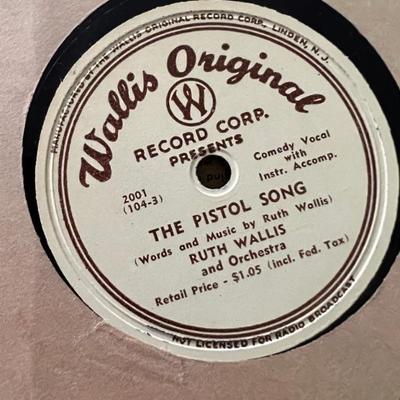 MANUFACTURED BY THE WALLIS ORIGINAL RECORD CORP., LINDEN, N. J.
Wallis Original
W
RECORD CORP.
PRESENTS
2001
(104-3)
Comedy Vocal
with
Instr. Accomp.
THE PISTOL SONG
(Words and Music by Ruth Wallis)
RUTH WALLIS
and Orchestra
Retail Price - $1.05 (incl. Fed. Tax)
NOT LICENSED FOR RADIO BROADCAST